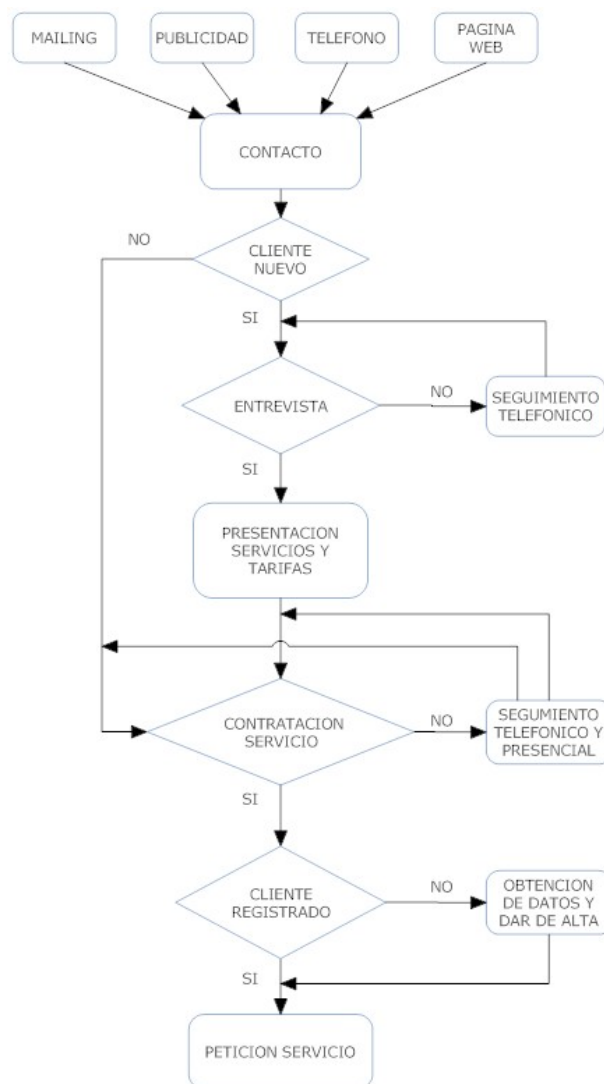 MAILING
PUBLICIDAD
TELEFONO
PAGINA
WEB
CONTACTO
NO
CLIENTE
NUEVO
SI
ENTREVISTA
NO
SEGUIMIENTO
TELEFONICO
SI
PRESENTACION
SERVICIOS Y
TARIFAS
CONTRATACION
SERVICIO
NO
SEGUMIENTO
TELEFONICO Y
PRESENCIAL
SI
CLIENTE
REGISTRADO
NO
OBTENCION
DE DATOS Y
DAR DE ALTA
SI
PETICION SERVICIO